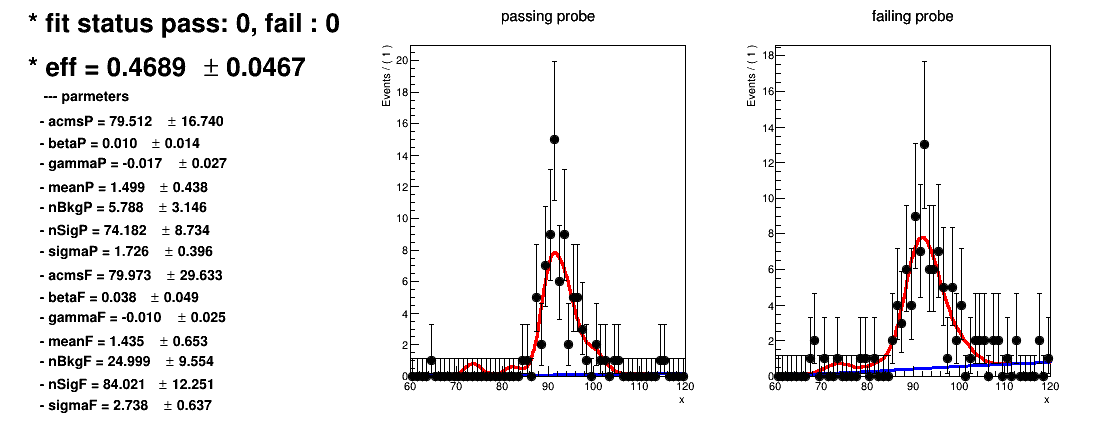 * fit status pass: 0, fail : 0
* eff = 0.4689 ± 0.0467
--- parmeters
- acmsP = 79.512 ± 16.740
- betaP = 0.010 ± 0.014
- gammaP = -0.017 ± 0.027
- meanP = 1.499 ± 0.438
- nBkgP = 5.788 ± 3.146
- nSigP = 74.182 ± 8.734
- sigmaP = 1.726 ± 0.396
- acmsF = 79.973 ± 29.633
- betaF = 0.038 ± 0.049
- gammaF = -0.010 ± 0.025
- meanF = 1.435 ± 0.653
- nBkgF = 24.999 ± 9.554
- nSigF = 84.021 ± 12.251
- sigmaF = 2.738 ± 0.637
passing probe
Events / ( 1 )
20
18
16
14
12
10
8
6
4
2
0
60 70 80 90 100 110 120
x
failing probe
Events / ( 1 )
18
16
14
12
10
8
6
4
2
0
60 70 80 90 100 110 120
x